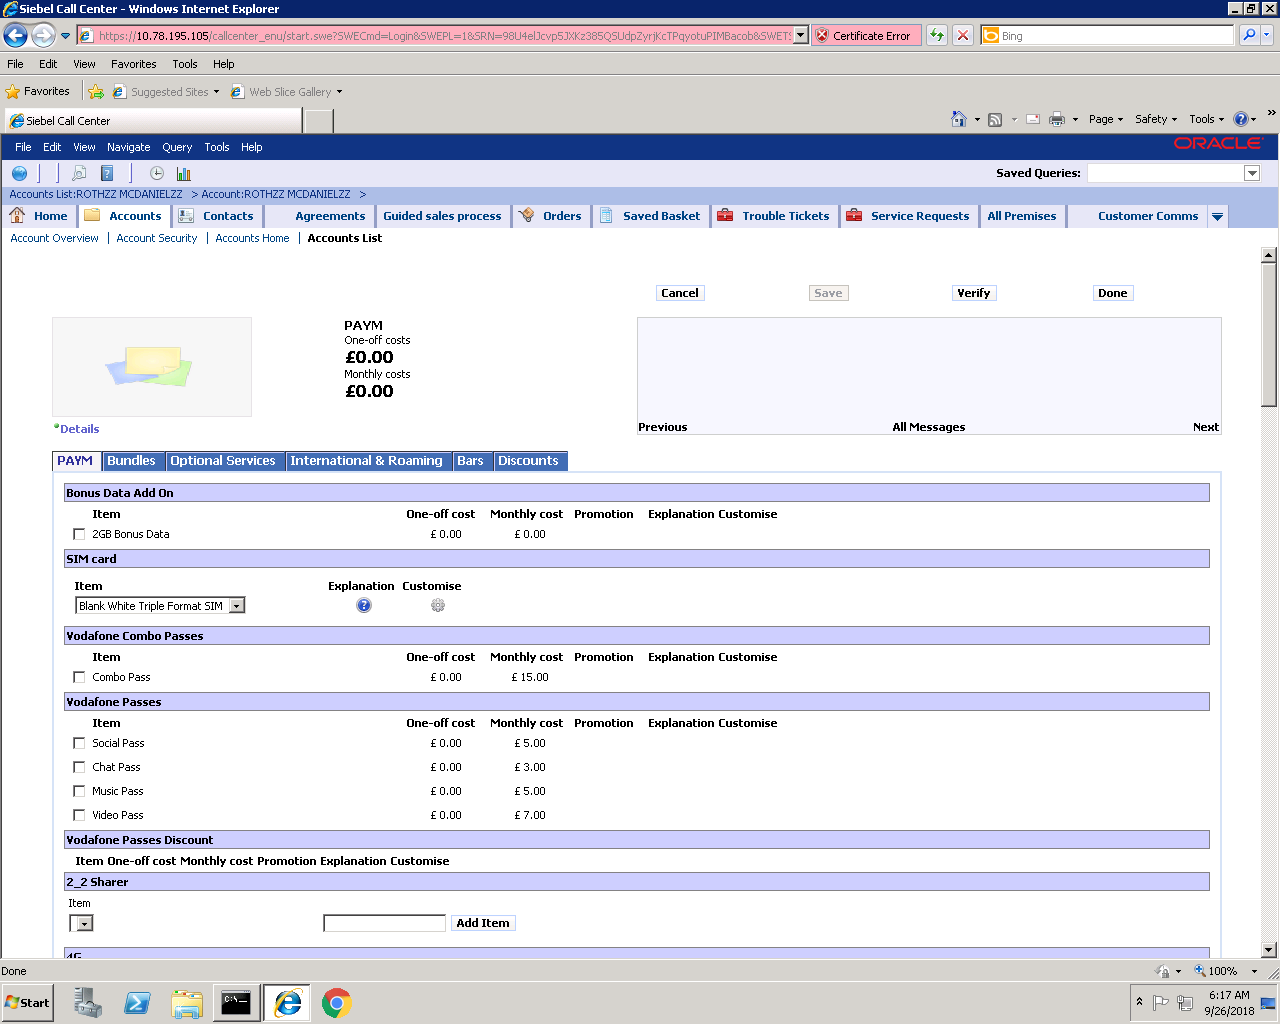 Siebel Call Center - Windows Internet Explorer
https://10.78.195.105/callcenter_enu/start.swe?SWECmd=Login&SWEPL=1&SRN=98U4elJcvp5JXKz385QSUdpZyrjKcTPqyotuPIMBacob&SWETS
Certificate Error
Bing
File Edit View Favorites Tools Help
Favorites Suggested Sites Web Slice Gallery
Siebel Call Center
Page Safety Tools
File Edit View Navigate Query Tools Help
ORACLE
Saved Queries:
Accounts List:ROTHZZ MCDANIELZZ > Account:ROTHZZ MCDANIELZZ >
Home Accounts Contacts Agreements Guided sales process Orders Saved Basket Trouble Tickets Service Requests All Premises Customer Comms
Account Overview | Account Security | Accounts Home | Accounts List
Cancel Save Verify Done
PAYM
One-off costs
£0.00
Monthly costs
£0.00
Previous All Messages Next
Details
PAYM Bundles Optional Services International & Roaming Bars Discounts
Bonus Data Add On
Item One-off cost Monthly cost Promotion Explanation Customise
2GB Bonus Data £ 0.00 £ 0.00
SIM card
Item Explanation Customise
Blank White Triple Format SIM
Vodafone Combo Passes
Item One-off cost Monthly cost Promotion Explanation Customise
Combo Pass £ 0.00 £ 15.00
Vodafone Passes
Item One-off cost Monthly cost Promotion Explanation Customise
Social Pass £ 0.00 £ 5.00
Chat Pass £ 0.00 £ 3.00
Music Pass £ 0.00 £ 5.00
Video Pass £ 0.00 £ 7.00
Vodafone Passes Discount
Item One-off cost Monthly cost Promotion Explanation Customise
2_2 Sharer
Item
Add Item
4G
Done
100%
Start
C:\.
6:17 AM
9/26/2018